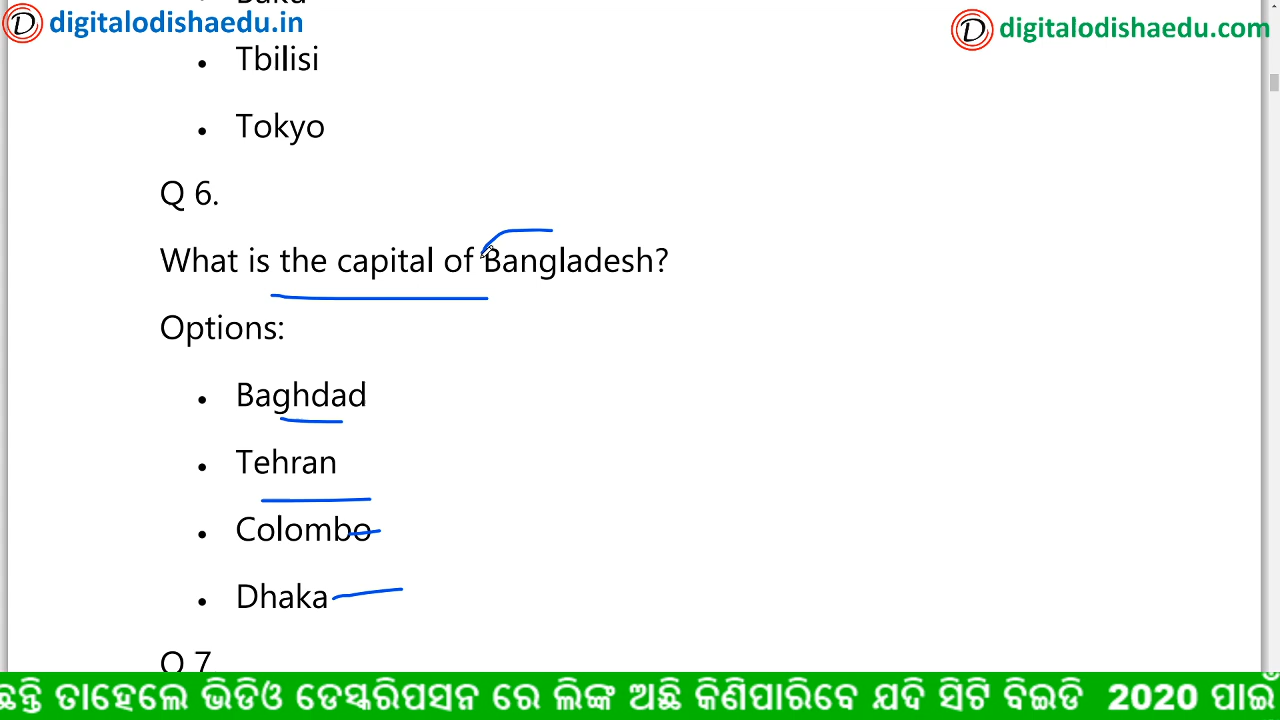 digitalodishaedu.in
digitalodishaedu.com
• Tbilisi
• Tokyo
Q 6.
What is the capital of Bangladesh?
Options:
• Baghdad
• Tehran
• Colombo
• Dhaka
Q 7
ଛନ୍ତି ତାହେଲେ ଭିଡିଓ ଡେସ୍କରିପସନ ରେ ଲିଙ୍କ ଅଛି କିଣିପାରିବେ ଯଦି ସିଟି ବିଇଡି 2020 ପାଇଁ